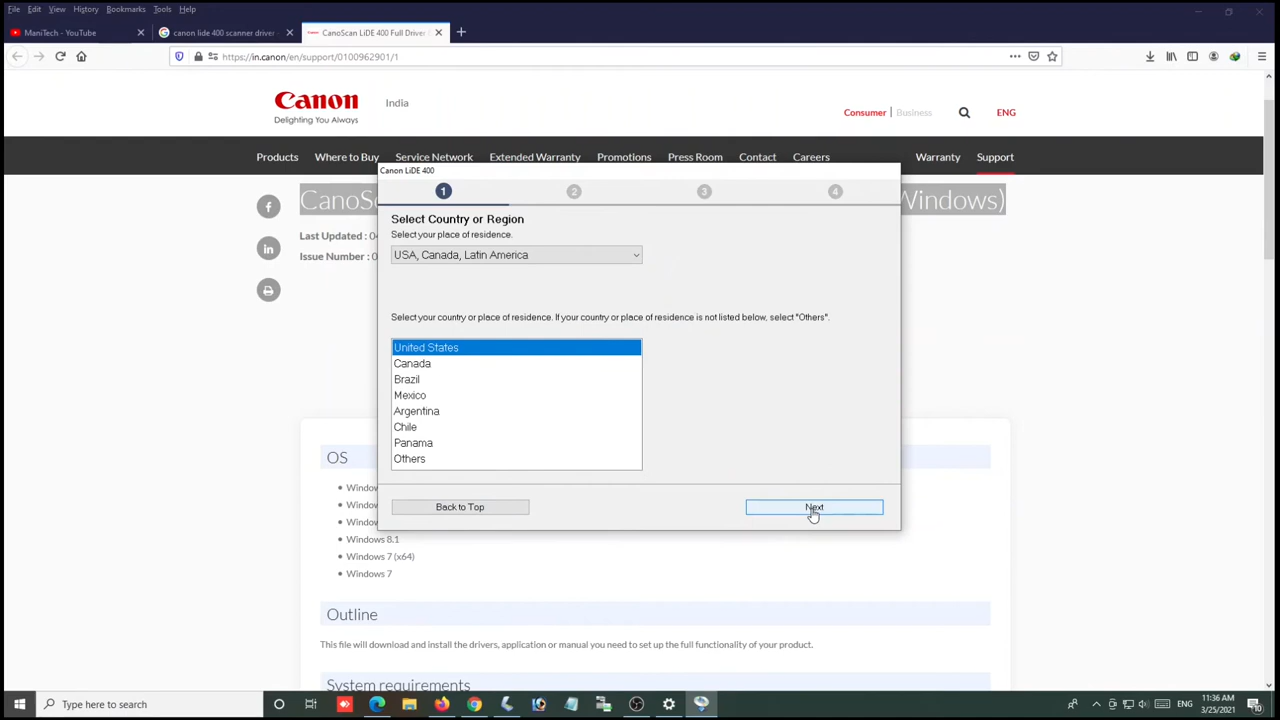 File Edit View History Bookmarks Tools Help
ManiTech - YouTube
canon lide 400 scanner driver
CanoScan LiDE 400 Full Driver
https://in.canon/en/support/0100962901/1
Canon
Delighting You Always
India
Consumer | Business
ENG
Products Where to Buy Service Network Extended Warranty Promotions Press Room Contact Careers Warranty Support
CanoSc
Windows)
Last Updated : 0
Issue Number : 0
Canon LiDE 400
1 2 3 4
Select Country or Region
Select your place of residence.
USA, Canada, Latin America
Select your country or place of residence. If your country or place of residence is not listed below, select "Others".
United States
Canada
Brazil
Mexico
Argentina
Chile
Panama
Others
Back to Top
Next
OS
Window
Window
Window
Windows 8.1
Windows 7 (x64)
Windows 7
Outline
This file will download and install the drivers, application or manual you need to set up the full functionality of your product.
System requirements
Type here to search
ENG
11:36 AM
3/25/2021
10